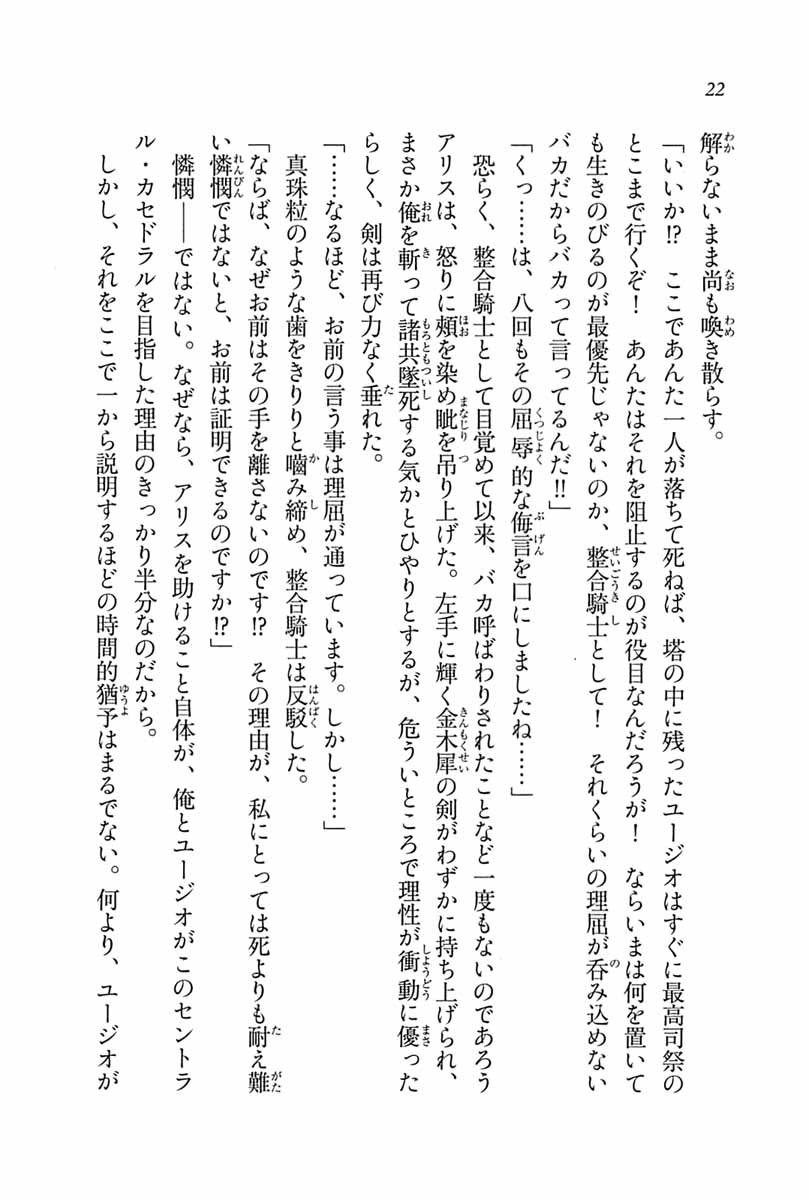 22
解らないまま尚も喚き散らす。
「いいか!?　ここであんた一人が落ちて死ねば、塔の中に残ったユージオはすぐに最高司祭の
とこまで行くぞ！　あんたはそれを阻止するのが役目なんだろうが！　ならいまは何を置いて
も生きのびるのが最優先じゃないのか、整合騎士として！　それくらいの理屈が呑み込めない
バカだからバカって言ってるんだ!!」
「くっ……は、八回もその屈辱的な侮言を口にしましたね……」
恐らく、整合騎士として目覚めて以来、バカ呼ばわりされたことなど一度もないのであろう
アリスは、怒りに頰を染め眦を吊り上げた。左手に輝く金木犀の剣がわずかに持ち上げられ、
まさか俺を斬って諸共墜死する気かとひやりとするが、危ういところで理性が衝動に優った
らしく、剣は再び力なく垂れた。
「……なるほど、お前の言う事は理屈が通っています。しかし……」
真珠粒のような歯をきりりと嚙み締め、整合騎士は反駁した。
「ならば、なぜお前はその手を離さないのです!?　その理由が、私にとっては死よりも耐え難
い憐憫ではないと、お前は証明できるのですか!?」
憐憫――ではない。なぜなら、アリスを助けること自体が、俺とユージオがこのセントラ
ル・カセドラルを目指した理由のきっかり半分なのだから。
しかし、それをここで一から説明するほどの時間的猶予はまるでない。何より、ユージオが